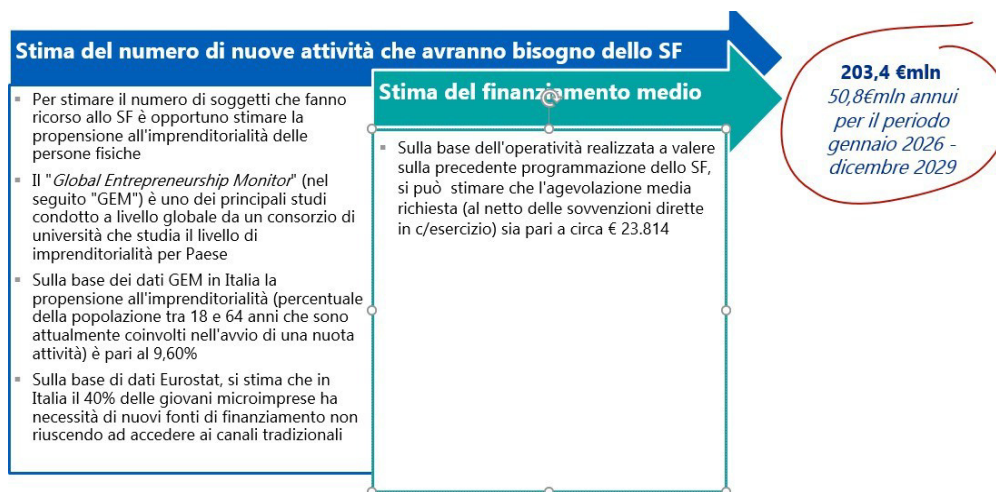 Stima del numero di nuove attività che avranno bisogno dello SF
▪ Per stimare il numero di soggetti che fanno
ricorso allo SF è opportuno stimare la
propensione all'imprenditorialità delle
persone fisiche
▪ Il "Global Entrepreneurship Monitor" (nel
seguito "GEM") è uno dei principali studi
condotto a livello globale da un consorzio di
università che studia il livello di
imprenditorialità per Paese
▪ Sulla base dei dati GEM in Italia la
propensione all'imprenditorialità (percentuale
della popolazione tra 18 e 64 anni che sono
attualmente coinvolti nell'avvio di una nuota
attività) è pari al 9,60%
▪ Sulla base di dati Eurostat, si stima che in
Italia il 40% delle giovani microimprese ha
necessità di nuovi fonti di finanziamento non
riuscendo ad accedere ai canali tradizionali
Stima del finanziamento medio
▪ Sulla base dell'operatività realizzata a valere
sulla precedente programmazione dello SF,
si può stimare che l'agevolazione media
richiesta (al netto delle sovvenzioni dirette
in c/esercizio) sia pari a circa € 23.814
203,4 €mln
50,8€mln annui
per il periodo
gennaio 2026 -
dicembre 2029